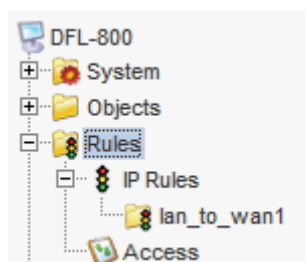 DFL-800
System
Objects
Rules
IP Rules
lan_to_wan1
Access